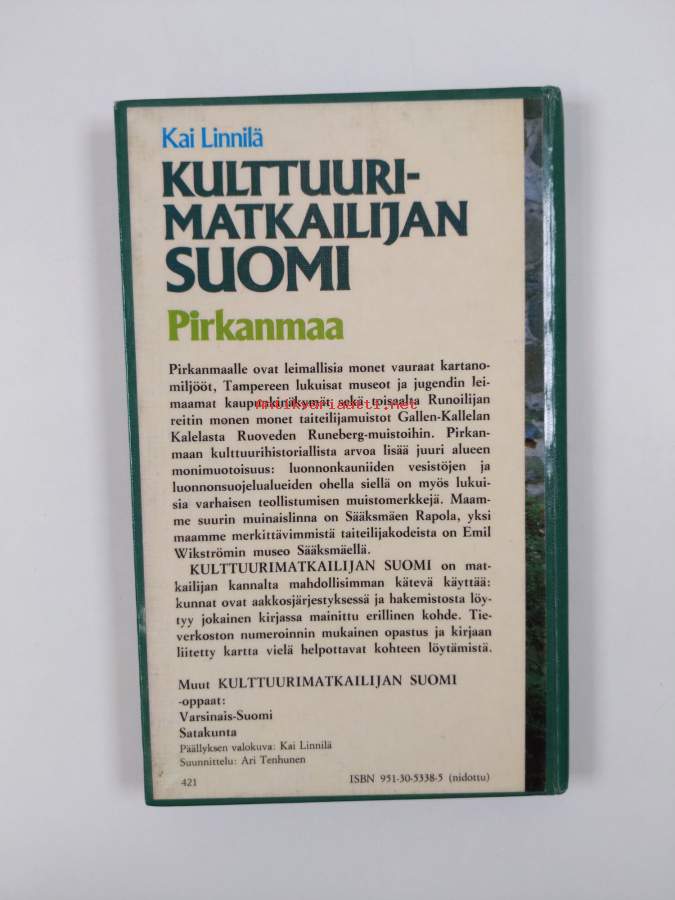 Kai Linnilä
KULTTUURI-
MATKAILIJAN
SUOMI
Pirkanmaa
Pirkanmaalle ovat leimallisia monet vauraat kartano-
miljööt, Tampereen lukuisat museot ja jugendin lei-
maamat kaupunkinäkymät sekä toisaalta Runoilijan
Antikvariaatti.net
reitin monen monet taiteilijamuistot Gallen-Kallelan
Kalelasta Ruoveden Runeberg-muistoihin. Pirkan-
maan kulttuurihistoriallista arvoa lisää juuri alueen
monimuotoisuus: luonnonkauniiden vesistöjen ja
luonnonsuojelualueiden ohella siellä on myös lukui-
sia varhaisen teollistumisen muistomerkkejä. Maam-
me suurin muinaislinna on Sääksmäen Rapola, yksi
maamme merkittävimmistä taiteilijakodeista on Emil
Wikströmin museo Sääksmäellä.
KULTTUURIMATKAILIJAN SUOMI on mat-
kailijan kannalta mahdollisimman kätevä käyttää:
kunnat ovat aakkosjärjestyksessä ja hakemistosta löy-
tyy jokainen kirjassa mainittu erillinen kohde. Tie-
verkoston numeroinnin mukainen opastus ja kirjaan
liitetty kartta vielä helpottavat kohteen löytämistä.
Muut KULTTUURIMATKAILIJAN SUOMI
-oppaat:
Varsinais-Suomi
Satakunta
Päällyksen valokuva: Kai Linnilä
Suunnittelu: Ari Tenhunen
421 ISBN 951-30-5338-5 (nidottu)